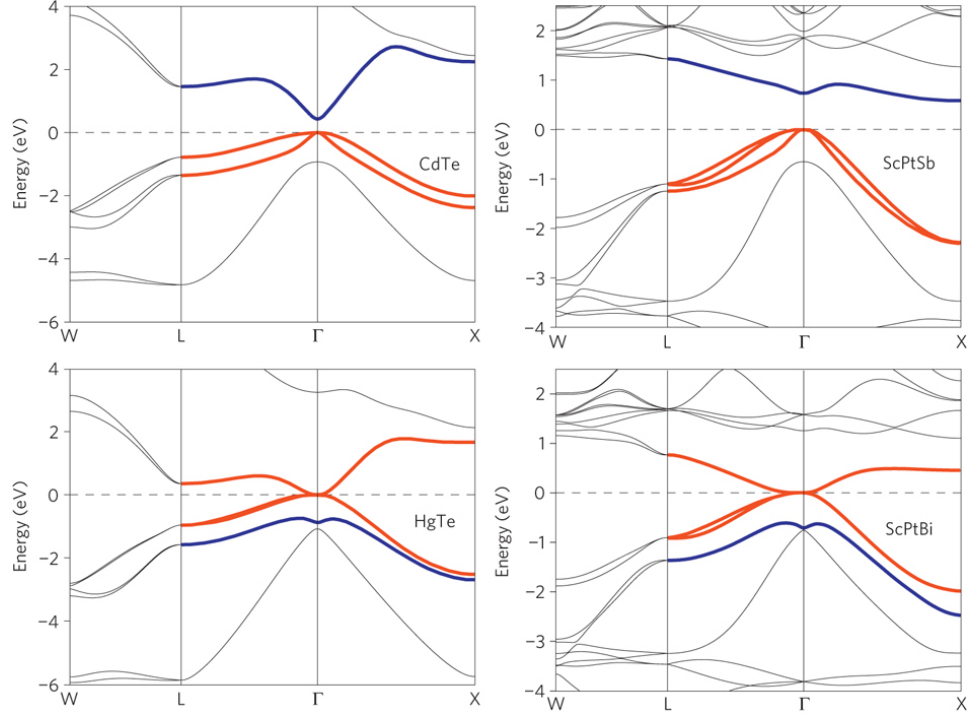 4
2
0
−2
−4
−6
Energy (eV)
CdTe
W
L
Γ
X
2
1
0
−1
−2
−3
−4
Energy (eV)
ScPtSb
W
L
Γ
X
4
2
0
−2
−4
−6
Energy (eV)
HgTe
W
L
Γ
X
2
1
0
−1
−2
−3
−4
Energy (eV)
ScPtBi
W
L
Γ
X